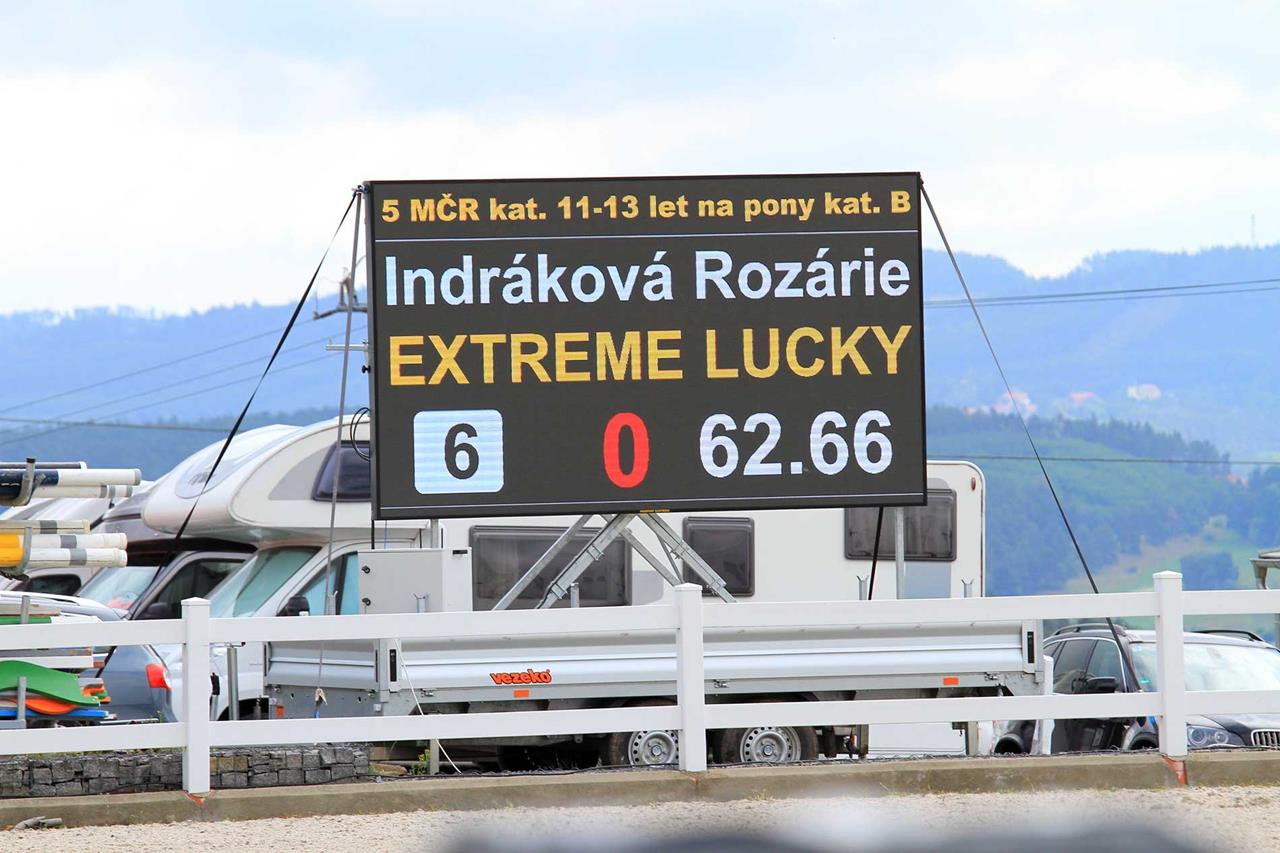 5 MČR kat. 11-13 let na pony kat. B
Indráková Rozárie
EXTREME LUCKY
6 0 62.66
vezeko